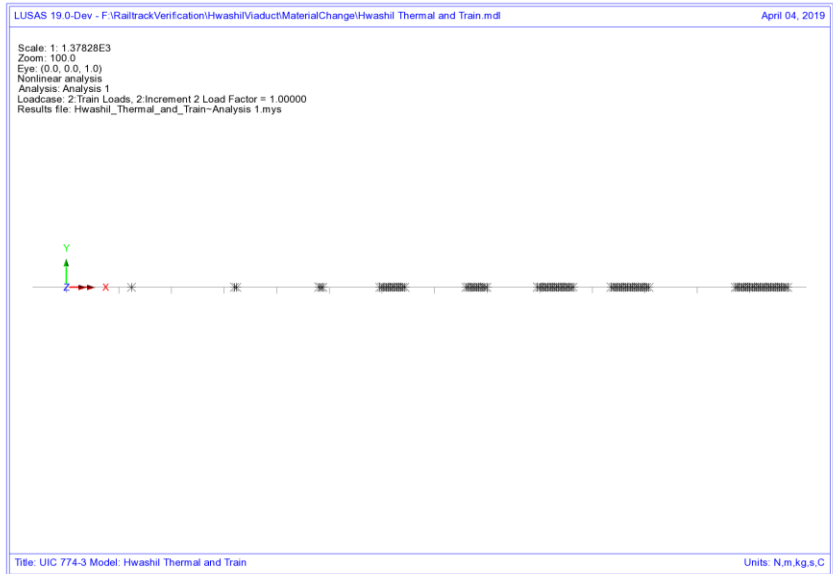 LUSAS 19.0-Dev - F:\RailtrackVerification\HwashilViaduct\MaterialChange\Hwashil Thermal and Train.mdl April 04, 2019
Scale: 1: 1.37828E3
Zoom: 100.0
Eye: (0.0, 0.0, 1.0)
Nonlinear analysis
Analysis: Analysis 1
Loadcase: 2:Train Loads, 2:Increment 2 Load Factor = 1.00000
Results file: Hwashil_Thermal_and_Train~Analysis 1.mys
Y
Z X
Title: UIC 774-3 Model: Hwashil Thermal and Train Units: N,m,kg,s,C